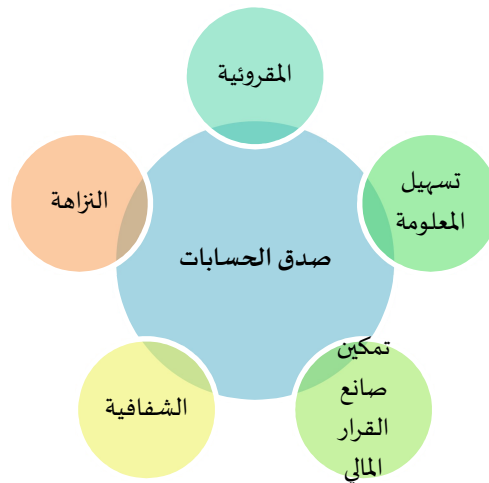 المقروئية
تسهيل
المعلومة
النزاهة
صدق الحسابات
تمكين
صانع
القرار
المالي
الشفافية